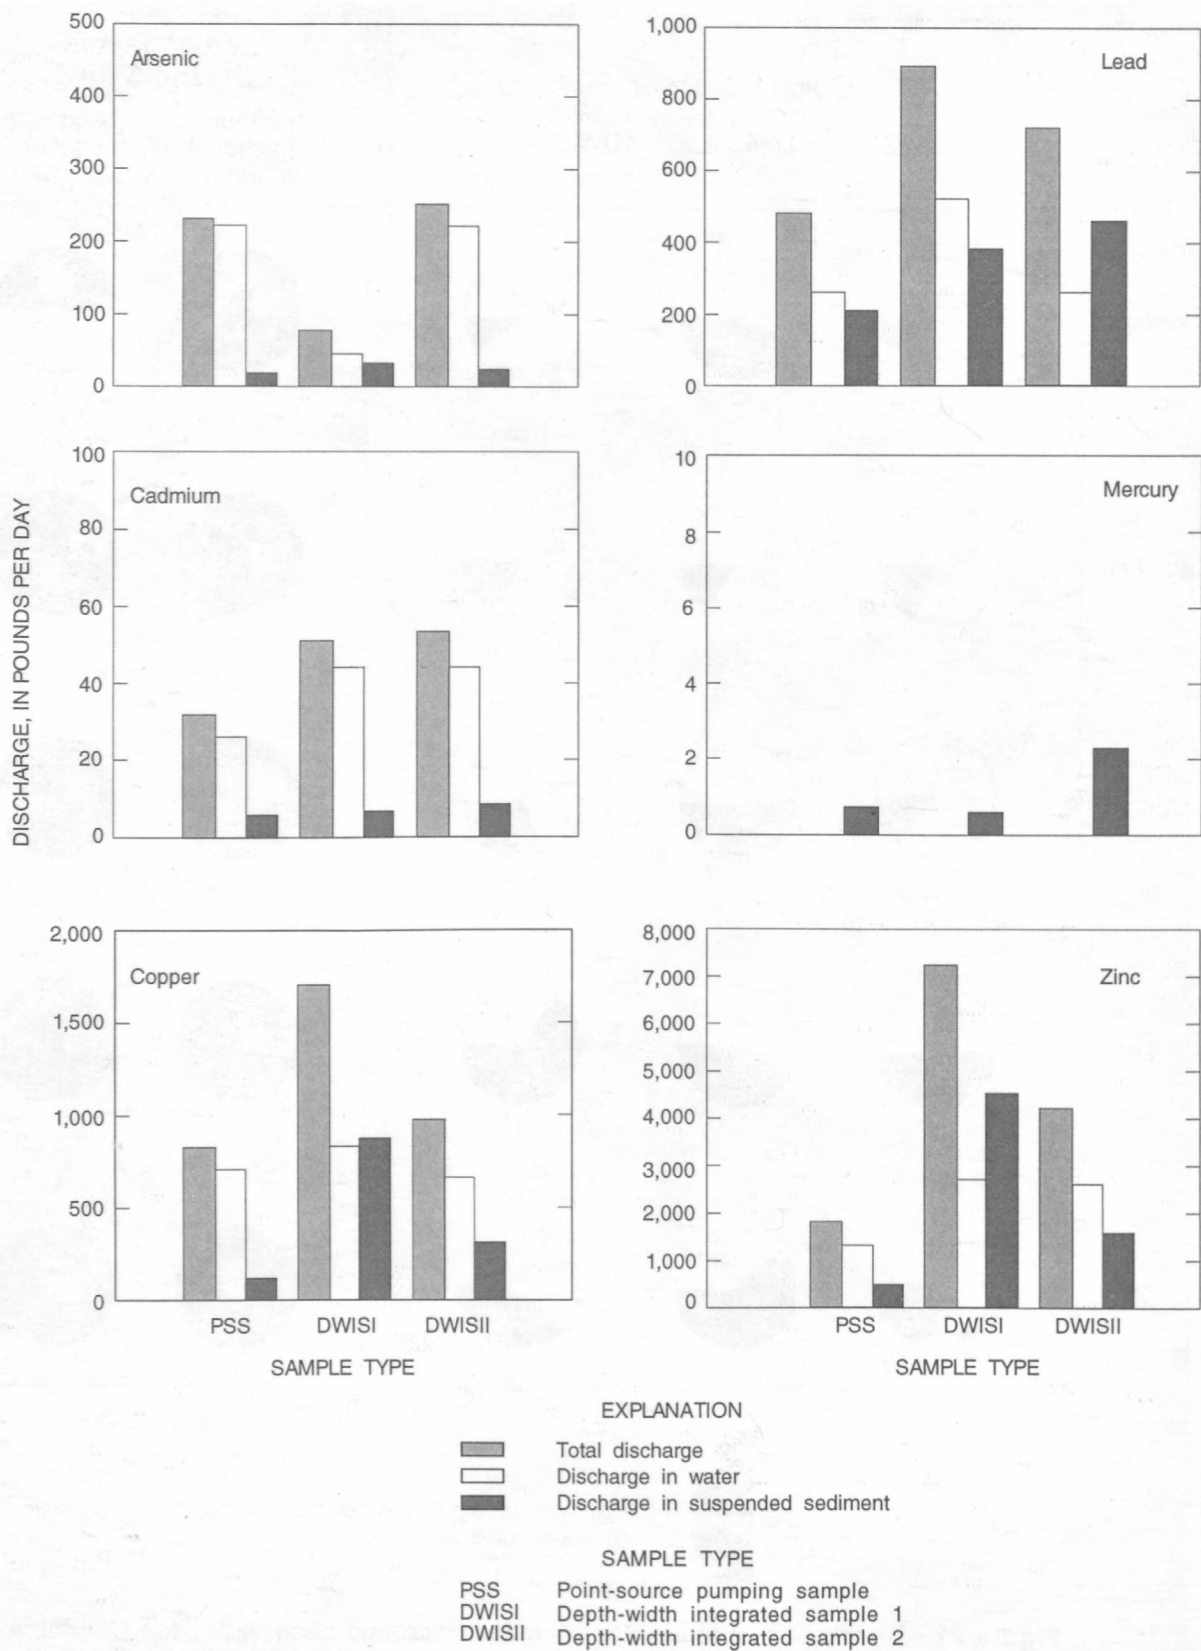 500
400
300
200
100
0
Arsenic
1,000
800
600
400
200
0
Lead
DISCHARGE, IN POUNDS PER DAY
100
80
60
40
20
0
Cadmium
10
8
6
4
2
0
Mercury
2,000
1,500
1,000
500
0
Copper
PSS DWISI DWISII
SAMPLE TYPE
8,000
7,000
6,000
5,000
4,000
3,000
2,000
1,000
0
Zinc
PSS DWISI DWISII
SAMPLE TYPE
EXPLANATION
Total discharge
Discharge in water
Discharge in suspended sediment
SAMPLE TYPE
PSS Point-source pumping sample
DWISI Depth-width integrated sample 1
DWISII Depth-width integrated sample 2